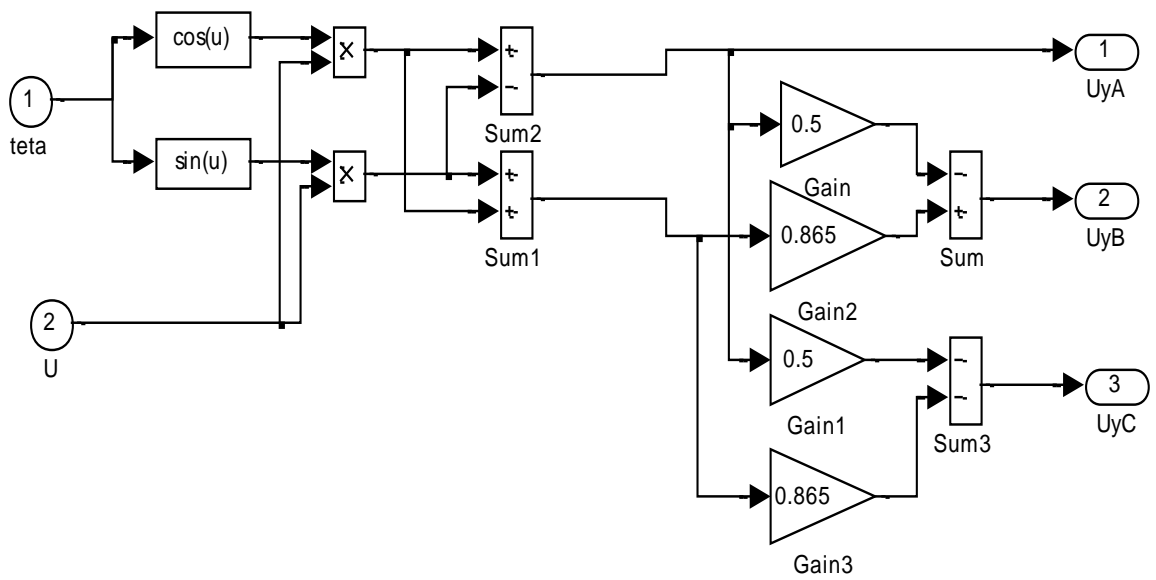 cos(u)
X
+
-
1
UyA
1
teta
Sum2
0.5
sin(u)
X
+
+
Gain
-
+
2
UyB
0.865
Sum1
Sum
2
U
Gain2
0.5
-
-
3
UyC
Gain1
Sum3
0.865
Gain3